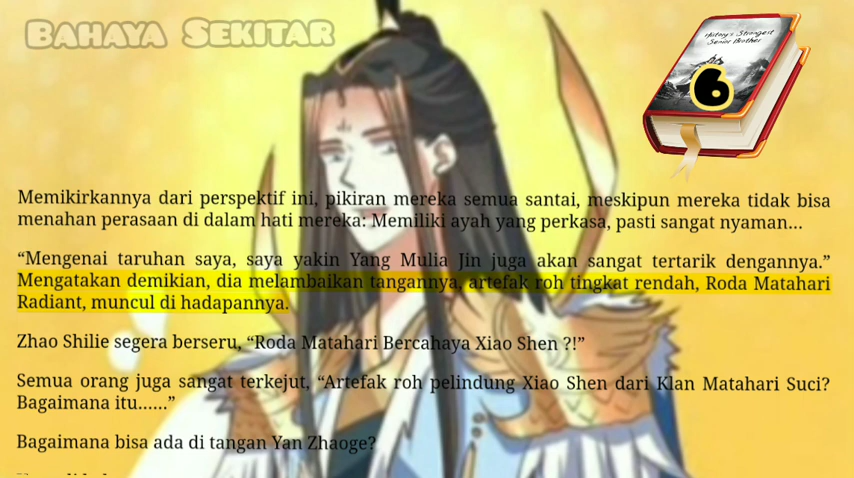 Bahaya Sekitar
History's Strongest
Senior Brother
6
Memikirkannya dari perspektif ini, pikiran mereka semua santai, meskipun mereka tidak bisa
menahan perasaan di dalam hati mereka: Memiliki ayah yang perkasa, pasti sangat nyaman...
“Mengenai taruhan saya, saya yakin Yang Mulia Jin juga akan sangat tertarik dengannya.”
Mengatakan demikian, dia melambaikan tangannya, artefak roh tingkat rendah, Roda Matahari
Radiant, muncul di hadapannya.
Zhao Shilie segera berseru, “Roda Matahari Bercahaya Xiao Shen ?!”
Semua orang juga sangat terkejut, “Artefak roh pelindung Xiao Shen dari Klan Matahari Suci?
Bagaimana itu......”
Bagaimana bisa ada di tangan Yan Zhaoge?